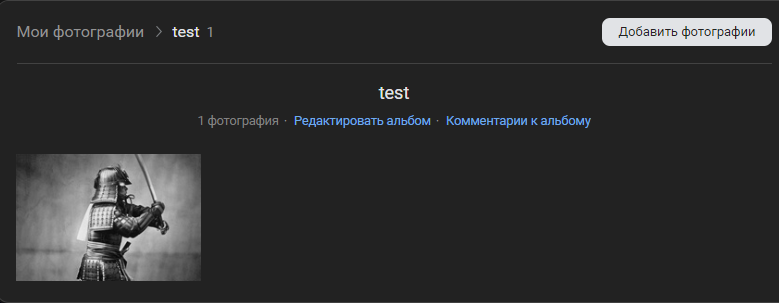 Мои фотографии > test 1
Добавить фотографии
test
1 фотография · Редактировать альбом · Комментарии к альбому